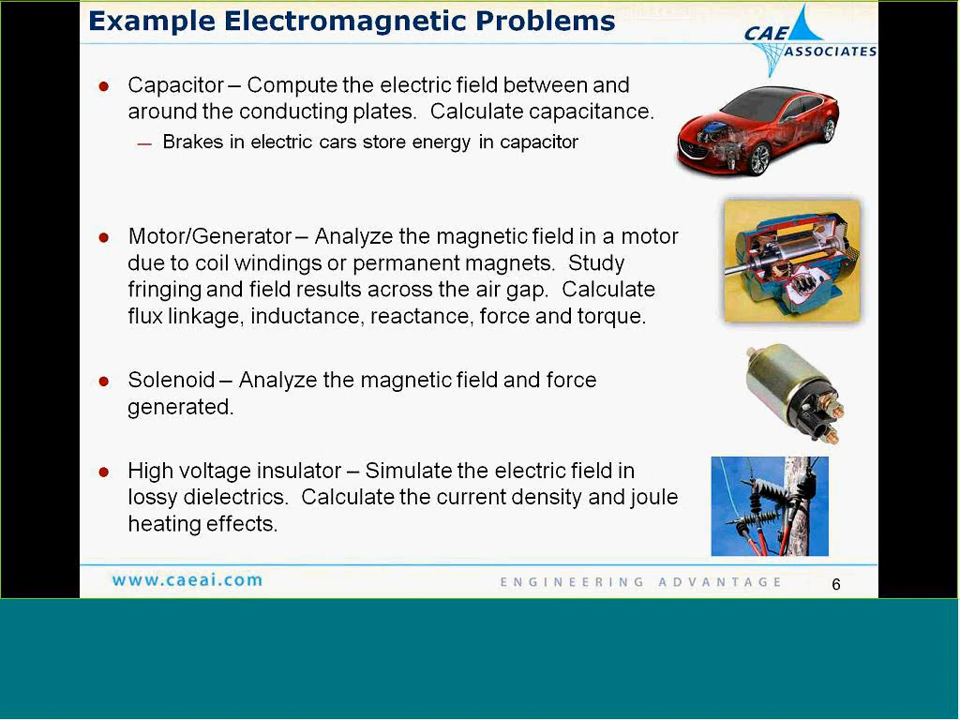 Example Electromagnetic Problems
CAE
ASSOCIATES
● Capacitor – Compute the electric field between and
around the conducting plates.  Calculate capacitance.
— Brakes in electric cars store energy in capacitor
● Motor/Generator – Analyze the magnetic field in a motor
due to coil windings or permanent magnets.  Study
fringing and field results across the air gap.  Calculate
flux linkage, inductance, reactance, force and torque.
● Solenoid – Analyze the magnetic field and force
generated.
● High voltage insulator – Simulate the electric field in
lossy dielectrics.  Calculate the current density and joule
heating effects.
www.caeai.com
ENGINEERING ADVANTAGE
6